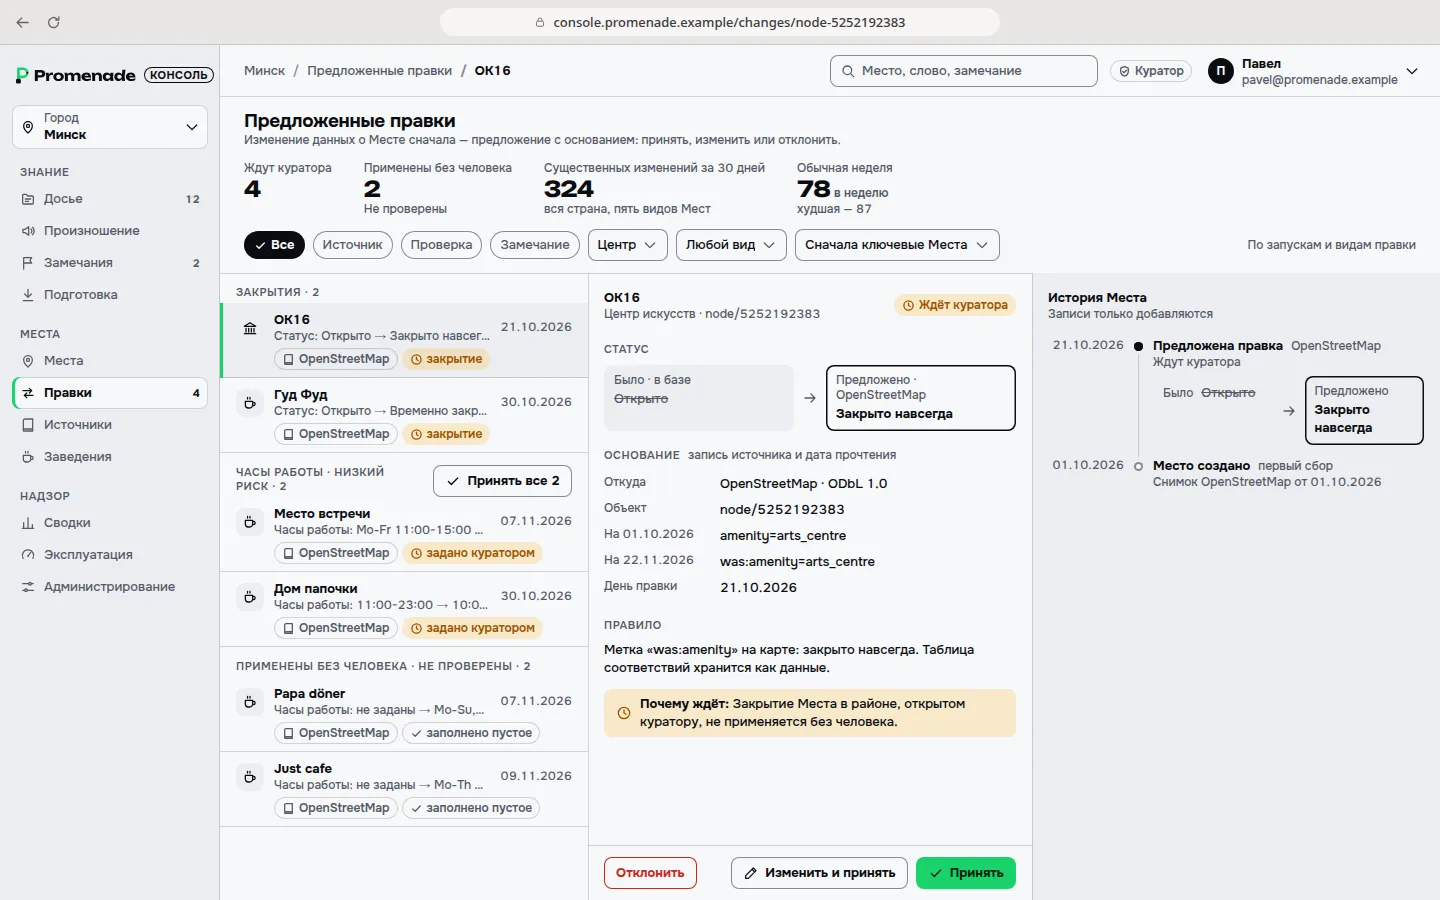 console.promenade.example/changes/node-5252192383
Promenade КОНСОЛЬ
Город
Минск
ЗНАНИЕ
Досье 12
Произношение
Замечания 2
Подготовка
МЕСТА
Места
Правки 4
Источники
Заведения
НАДЗОР
Сводки
Эксплуатация
Администрирование
Минск / Предложенные правки / ОК16
Место, слово, замечание
Куратор
П
Павел
pavel@promenade.example
Предложенные правки
Изменение данных о Месте сначала — предложение с основанием: принять, изменить или отклонить.
Ждут куратора
4
Применены без человека
2
Не проверены
Существенных изменений за 30 дней
324
вся страна, пять видов Мест
Обычная неделя
78 в неделю
худшая — 87
Все
Источник
Проверка
Замечание
Центр
Любой вид
Сначала ключевые Места
По запускам и видам правки
ЗАКРЫТИЯ · 2
ОК16
21.10.2026
Статус: Открыто → Закрыто навсег...
OpenStreetMap
закрытие
Гуд Фуд
30.10.2026
Статус: Открыто → Временно закр...
OpenStreetMap
закрытие
ЧАСЫ РАБОТЫ · НИЗКИЙ
РИСК · 2
Принять все 2
Место встречи
07.11.2026
Часы работы: Mo-Fr 11:00-15:00 ...
OpenStreetMap
задано куратором
Дом папочки
30.10.2026
Часы работы: 11:00-23:00 → 10:0...
OpenStreetMap
задано куратором
ПРИМЕНЕНЫ БЕЗ ЧЕЛОВЕКА · НЕ ПРОВЕРЕНЫ · 2
Papa döner
07.11.2026
Часы работы: не заданы → Mo-Su,...
OpenStreetMap
заполнено пустое
Just cafe
09.11.2026
Часы работы: не заданы → Mo-Th ...
OpenStreetMap
заполнено пустое
ОК16
Центр искусств · node/5252192383
Ждёт куратора
СТАТУС
Было · в базе
Открыто
→
Предложено ·
OpenStreetMap
Закрыто навсегда
ОСНОВАНИЕ запись источника и дата прочтения
Откуда OpenStreetMap · ODbL 1.0
Объект node/5252192383
На 01.10.2026 amenity=arts_centre
На 22.11.2026 was:amenity=arts_centre
День правки 21.10.2026
ПРАВИЛО
Метка «was:amenity» на карте: закрыто навсегда. Таблица
соответствий хранится как данные.
Почему ждёт: Закрытие Места в районе, открытом
куратору, не применяется без человека.
Отклонить
Изменить и принять
Принять
История Места
Записи только добавляются
21.10.2026 Предложена правка OpenStreetMap
Ждут куратора
Было Открыто
→
Предложено
Закрыто
навсегда
01.10.2026 Место создано первый сбор
Снимок OpenStreetMap от 01.10.2026